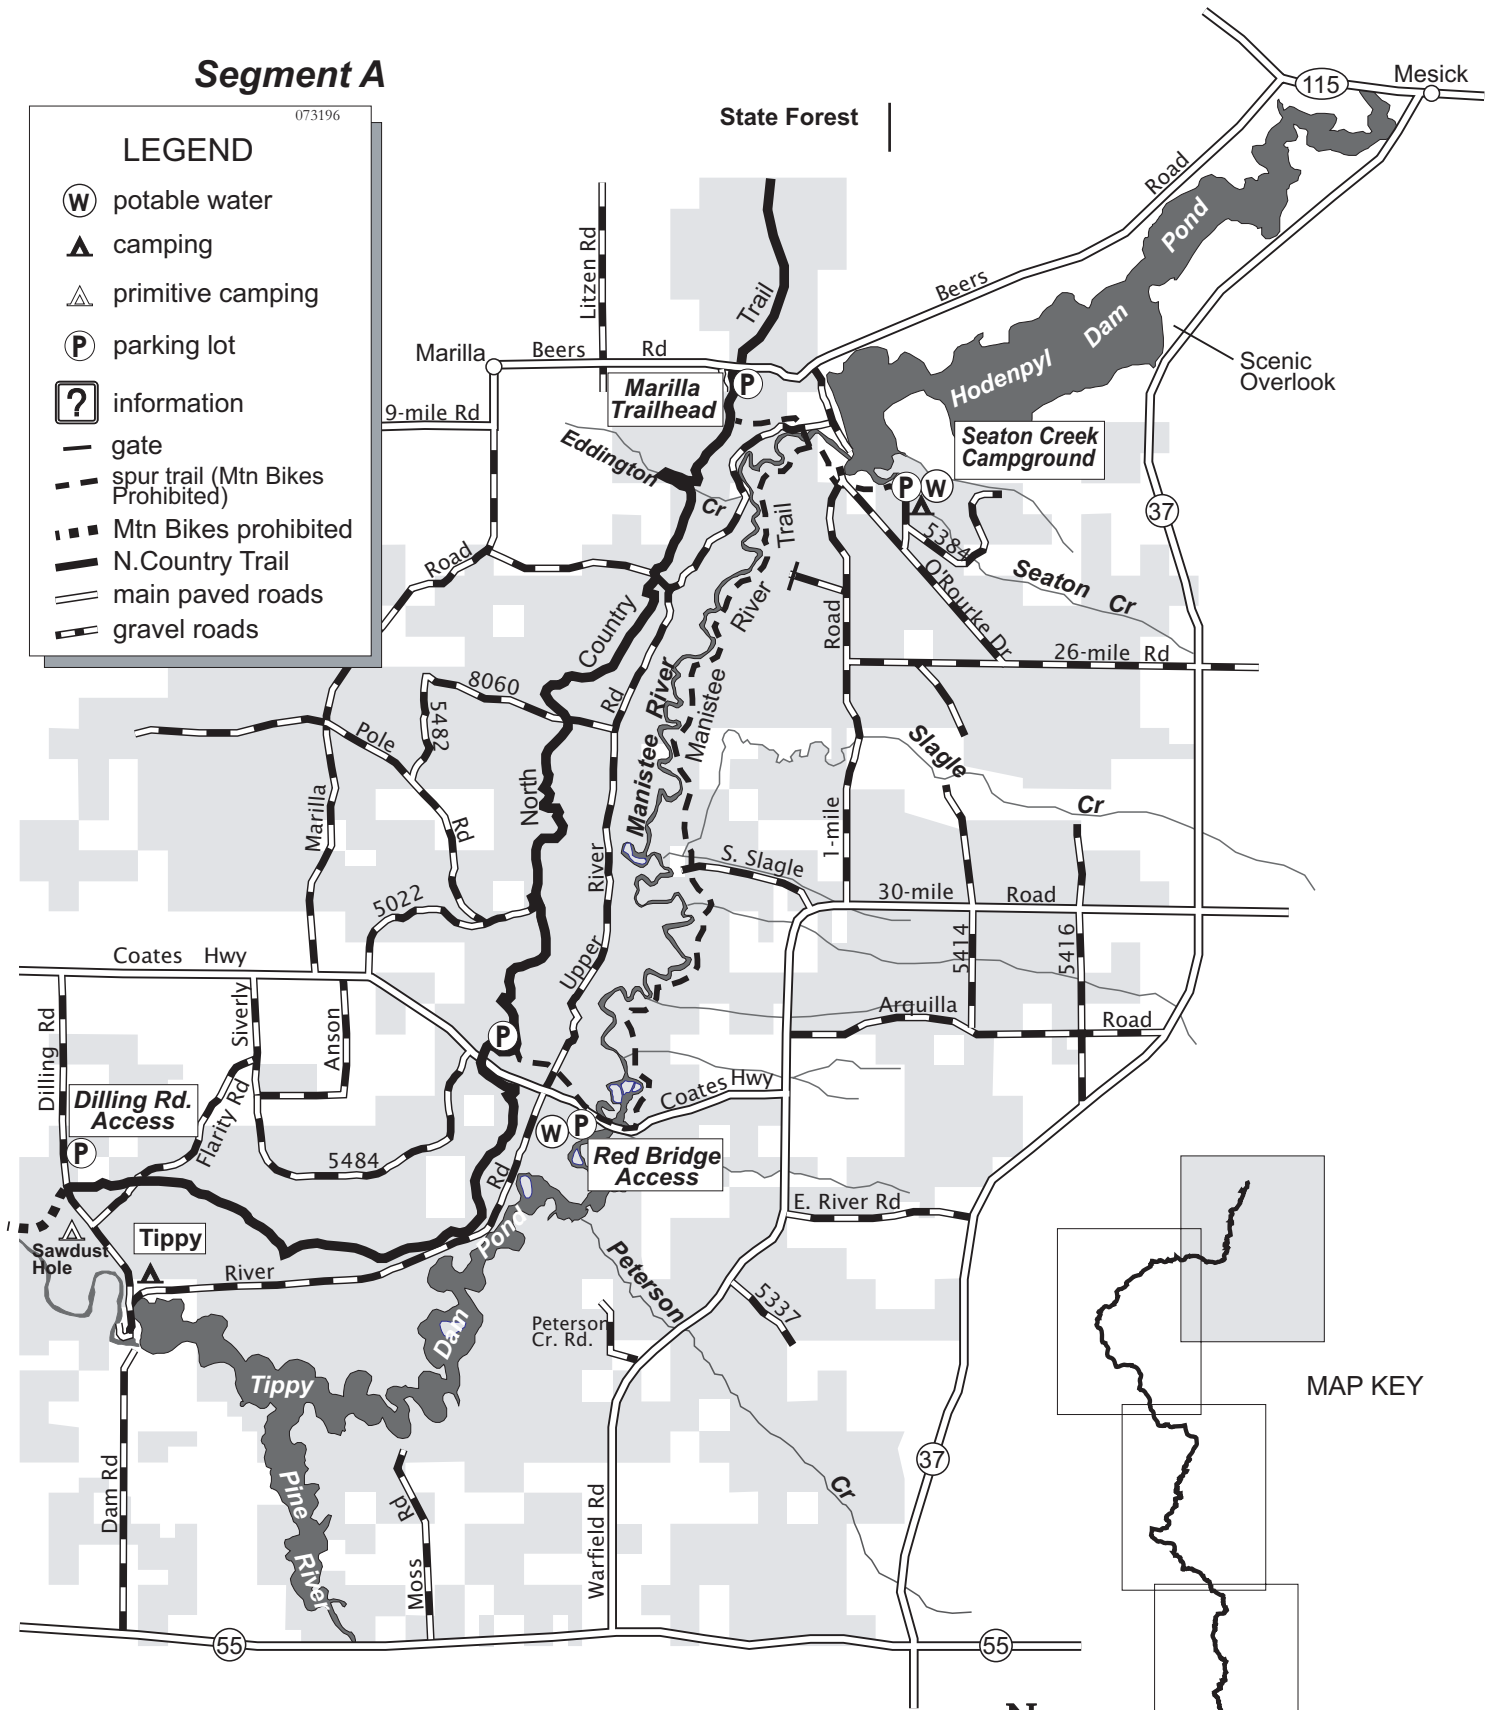 Segment A
073196
LEGEND
W potable water
camping
primitive camping
P parking lot
? information
gate
spur trail (Mtn Bikes
Prohibited)
Mtn Bikes prohibited
N.Country Trail
main paved roads
gravel roads
State Forest
115
Mesick
Road
Beers
Pond
Dam
Hodenpyl
Scenic
Overlook
Litzen Rd
Trail
Marilla
Beers Rd
Marilla
Trailhead
P
9-mile Rd
Eddington
Cr
Seaton Creek
Campground
P W
37
5384
Seaton Cr
O'Rourke Dr
26-mile Rd
Trail
River
Manistee
Manistee River
Road
1-mile
Road
Marilla
Country
North
8060
5482
Pole
Rd
Rd
River
Upper
Slagle
Cr
S. Slagle
30-mile Road
5414
5416
Arquilla
Road
5022
Coates Hwy
Dilling Rd
Siverly
Anson
P
Coates Hwy
Dilling Rd.
Access
P
Flarity Rd
5484
W P
Red Bridge
Access
Rd
E. River Rd
Sawdust
Hole
Tippy
River
Pond
Dam
Tippy
Peterson
Cr
Peterson
Cr. Rd.
5337
Pine
River
Dam Rd
Rd
Moss
Warfield Rd
37
55
55
MAP KEY
N